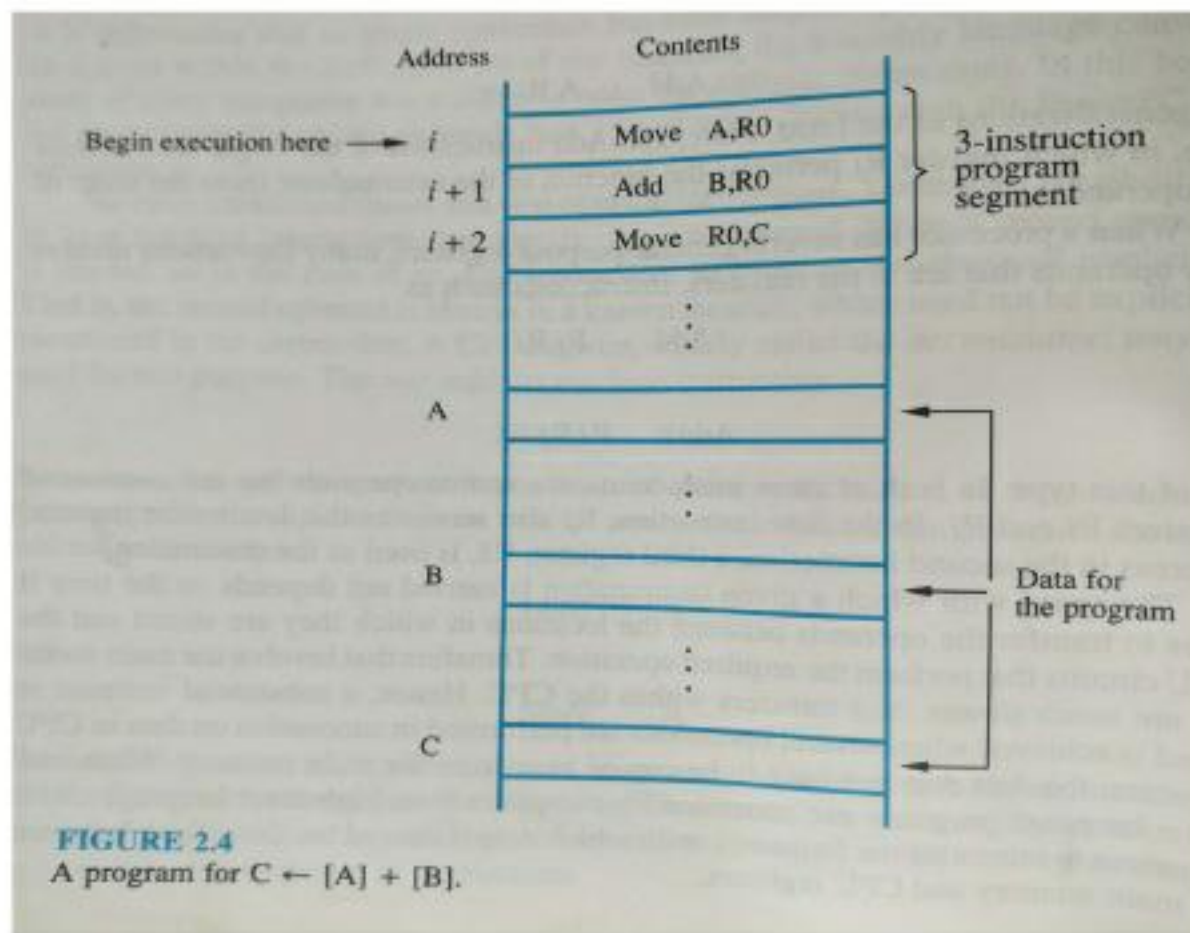 Address Contents
Begin execution here → i Move A,R0
i + 1 Add B,R0
i + 2 Move R0,C
3-instruction
program
segment
A
B
C
Data for
the program
FIGURE 2.4
A program for C ← [A] + [B].